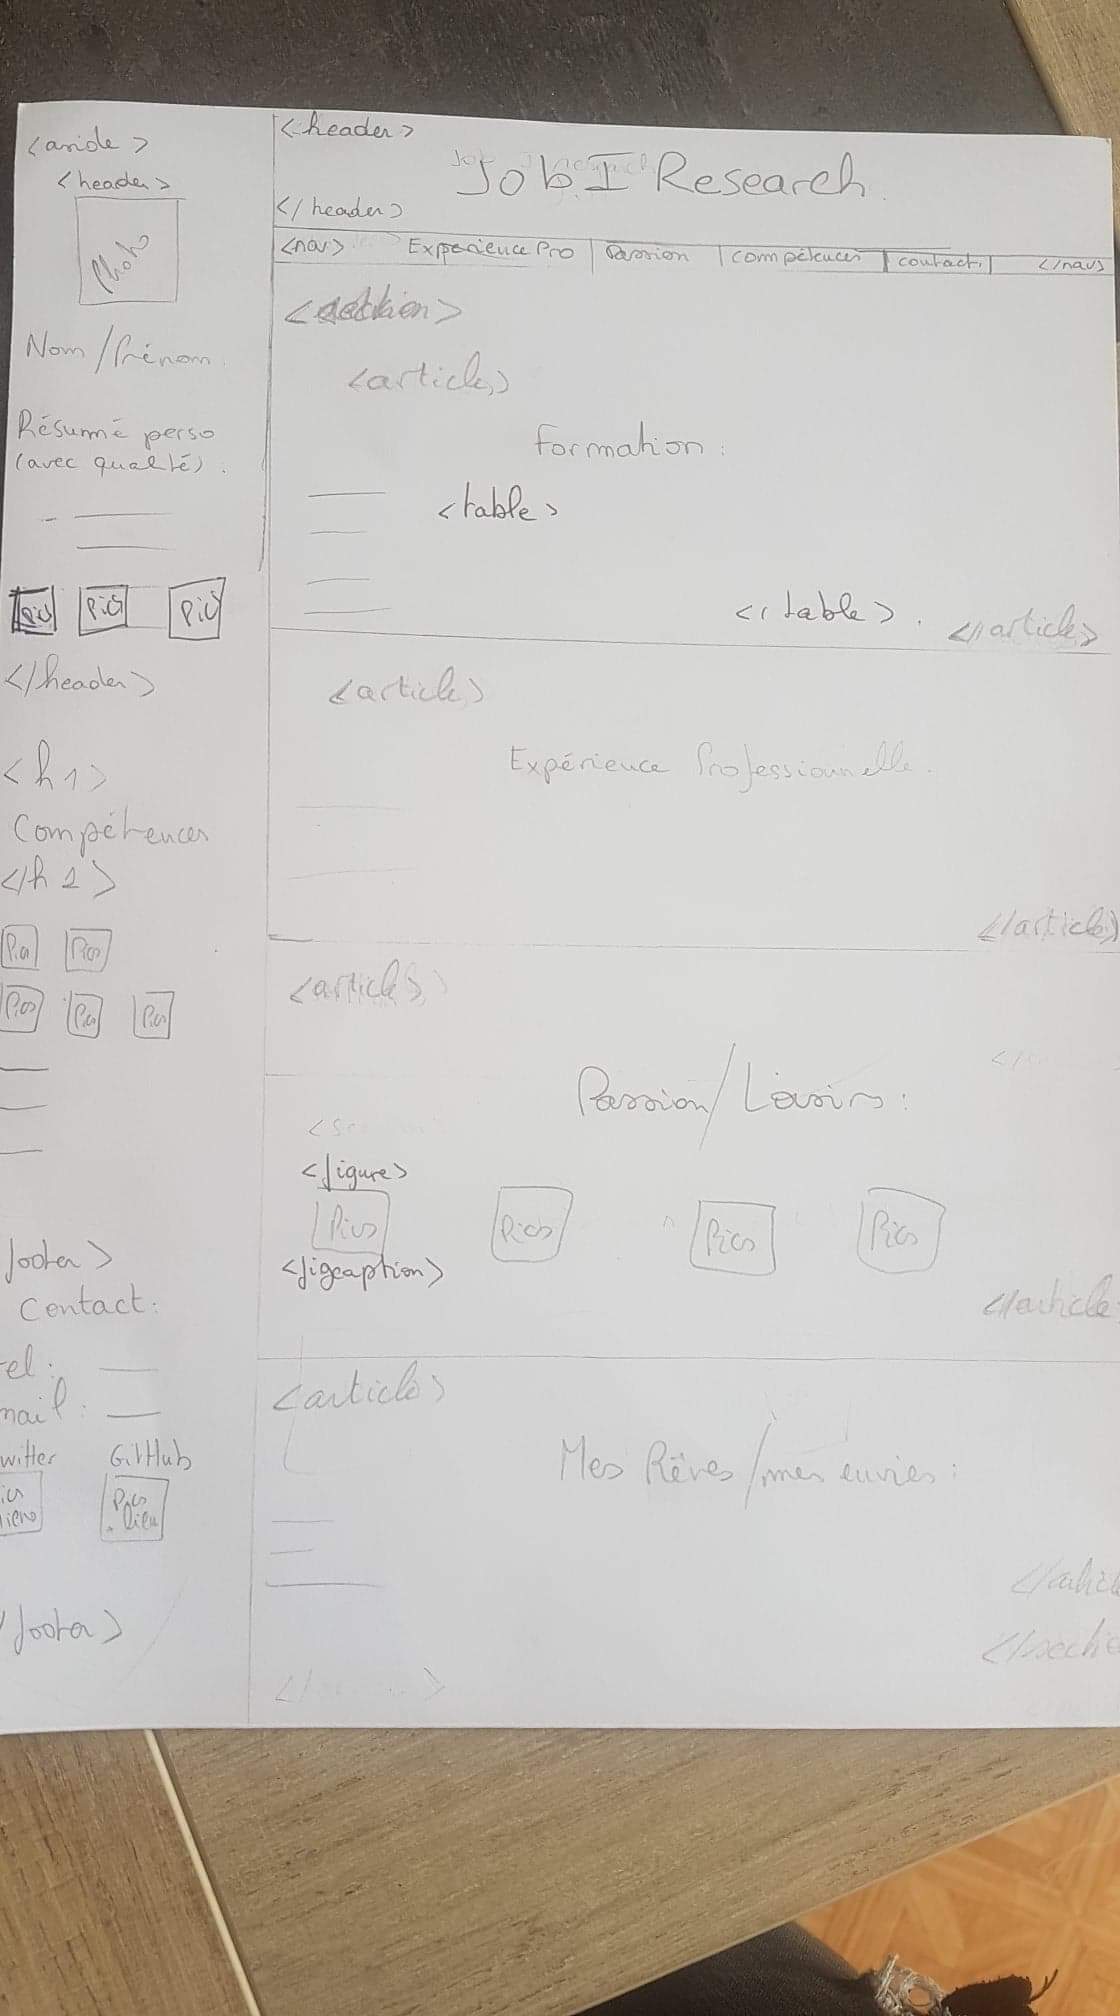 <aside>
<header>
Photo
Nom/Prénom
Résumé perso
(avec qualité).
Pics
Pics
Pics
</header>
<h1>
Compétences
</h1>
Pics
Pics
Pics
Pics
Pics
footer>
Contact:
el:
mail:
witter
GitHub
ics
liens
Pics
lien
/footer>
<header>
Job I Research
</header>
<nav>
Experience Pro
Passion
compétences
contact
</nav>
<section>
<article>
Formation:
<table>
</table>.
</article>
<article>
Expérience Professionnelle.
</article>
<article>
Passion/Loisirs:
<figure>
Pics
Pics
Pics
Pics
<figcaption>
</article
<article>
Mes Rêves/mes envies:
</article
</sectio